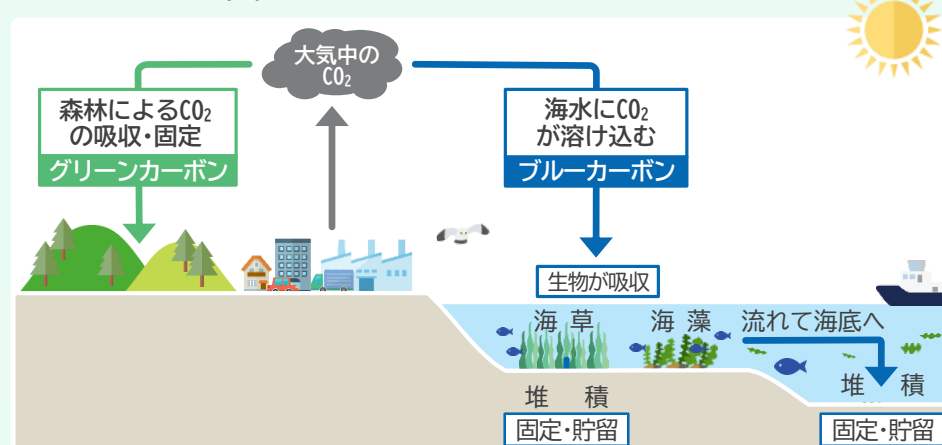 大気中の
CO₂
森林によるCO₂
の吸収・固定
グリーンカーボン
海水にCO₂
が溶け込む
ブルーカーボン
生物が吸収
海草
海藻
流れて海底へ
堆積
固定・貯留
堆積
固定・貯留